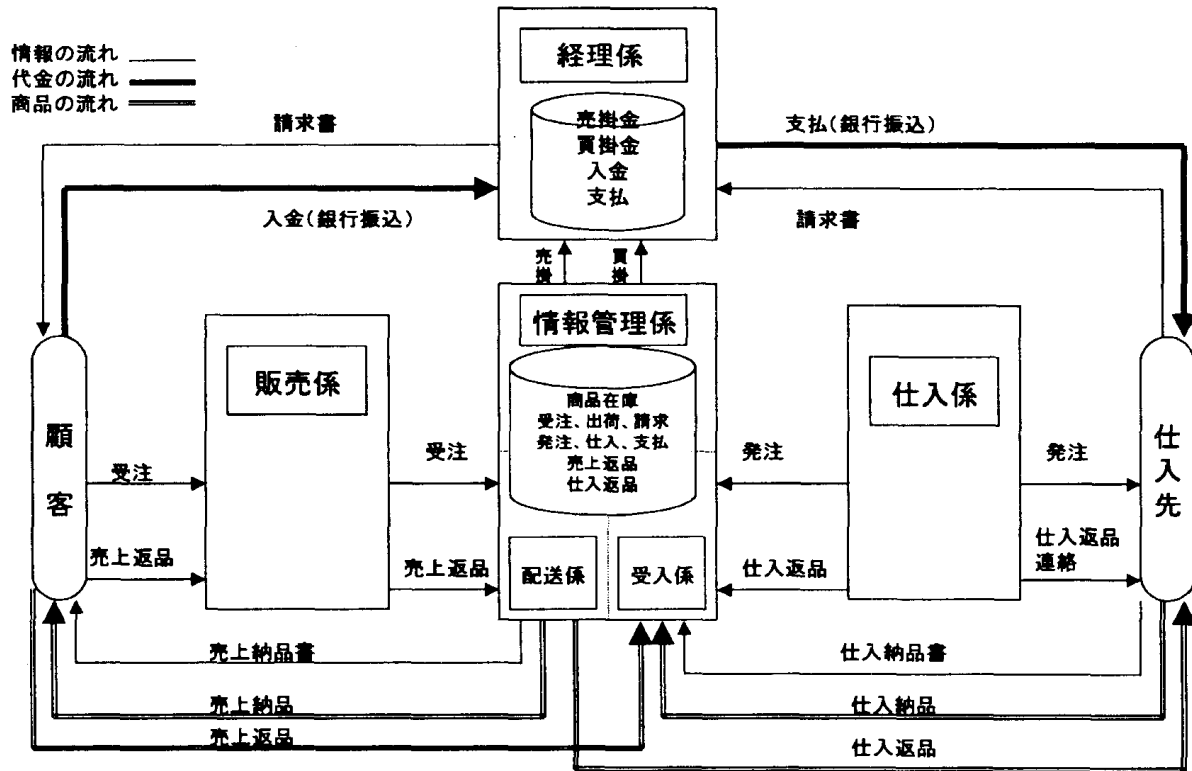 情報の流れ
代金の流れ
商品の流れ
経理係
売掛金
買掛金
入金
支払
請求書
支払(銀行振込)
入金(銀行振込)
請求書
売掛
買掛
情報管理係
商品在庫
受注、出荷、請求
発注、仕入、支払
売上返品
仕入返品
販売係
仕入係
顧客
仕入先
受注
受注
発注
発注
売上返品
売上返品
配送係
受入係
仕入返品
仕入返品
連絡
売上納品書
仕入納品書
売上納品
仕入納品
売上返品
仕入返品